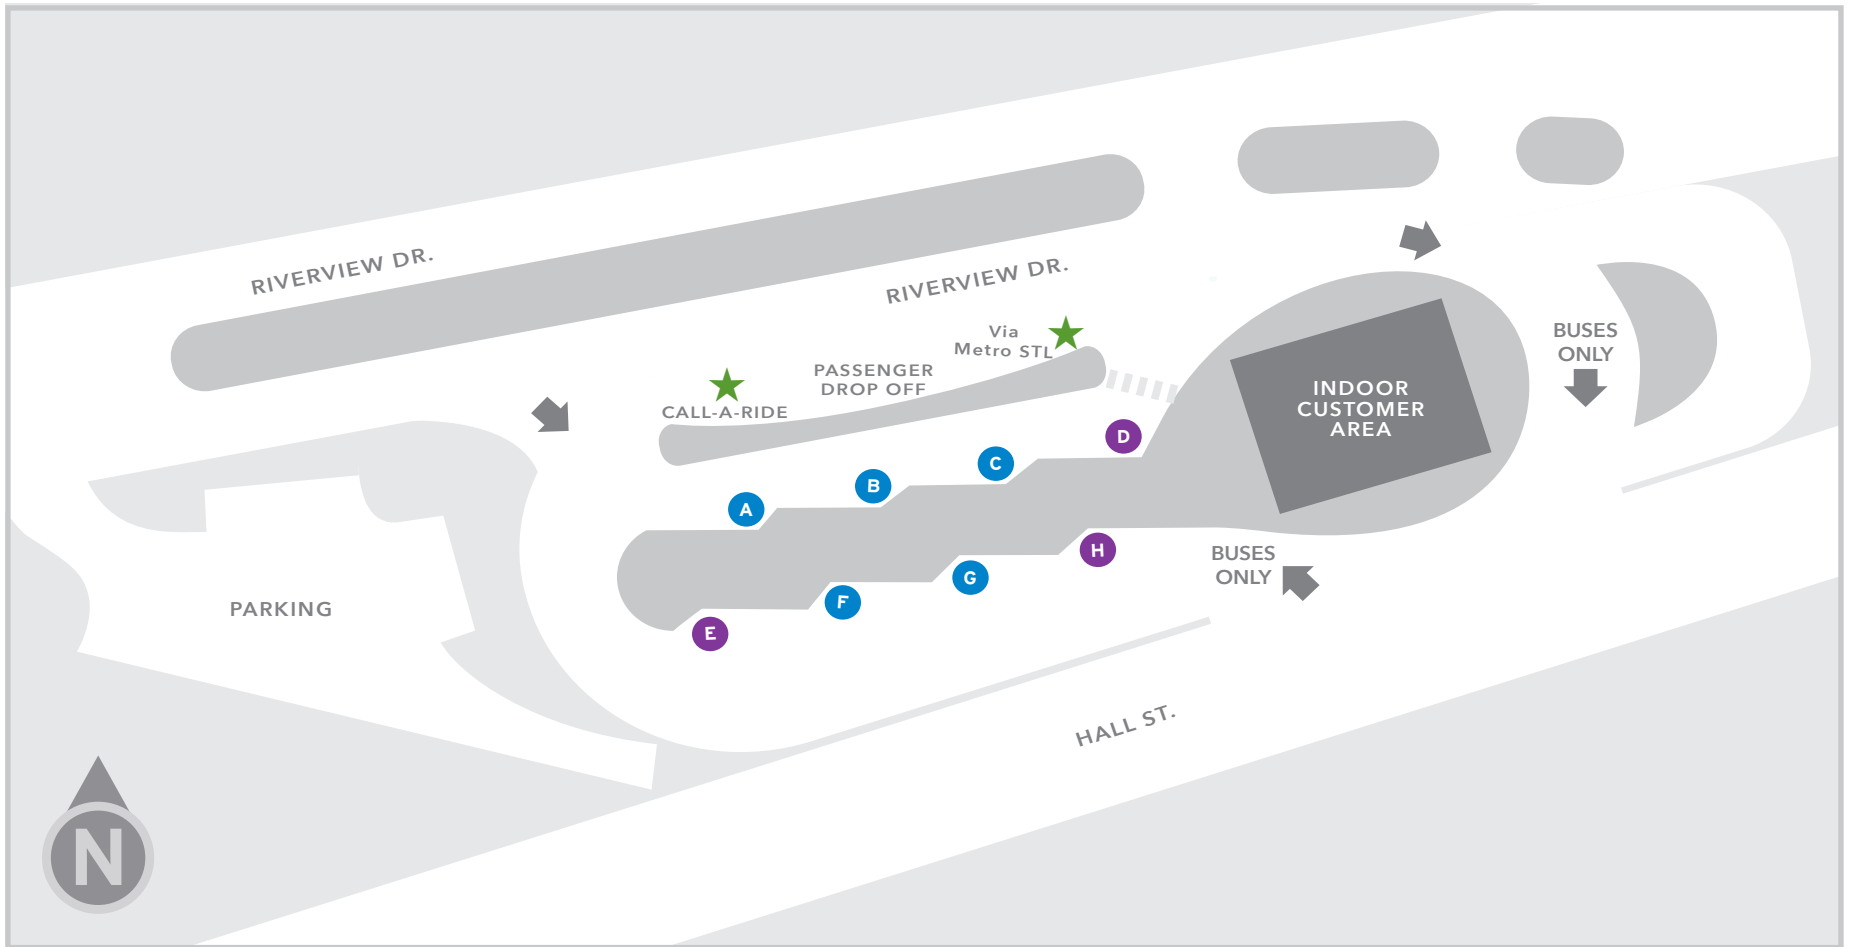 RIVERVIEW DR.
RIVERVIEW DR.
Via
Metro STL
PASSENGER
DROP OFF
CALL-A-RIDE
BUSES
ONLY
INDOOR
CUSTOMER
AREA
D
C
B
A
H
G
F
E
BUSES
ONLY
PARKING
HALL ST.
N